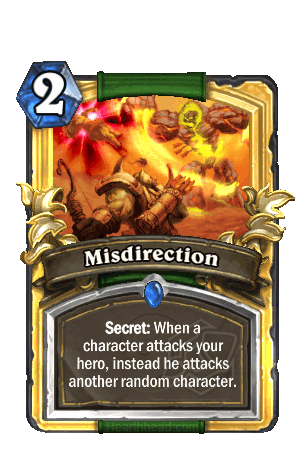 2
Misdirection
Secret: When a
character attacks your
hero, instead he attacks
another random character.